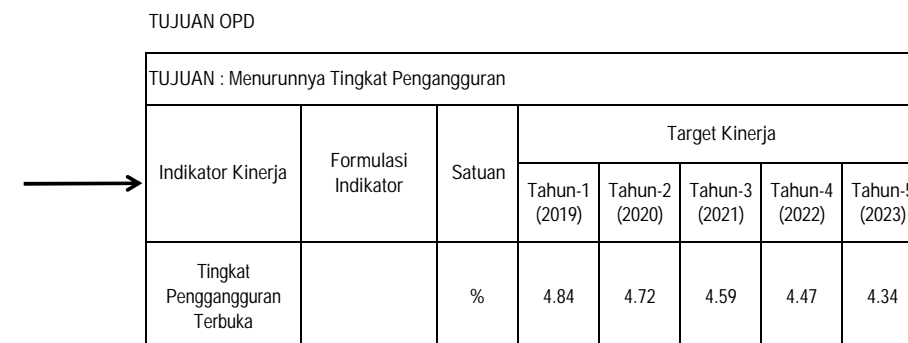 TUJUAN OPD
TUJUAN : Menurunnya Tingkat Pengangguran
Indikator Kinerja
Formulasi
Indikator
Satuan
Target Kinerja
Tahun-1
(2019)
Tahun-2
(2020)
Tahun-3
(2021)
Tahun-4
(2022)
Tahun-5
(2023)
Tingkat
Penggangguran
Terbuka
%
4.84
4.72
4.59
4.47
4.34